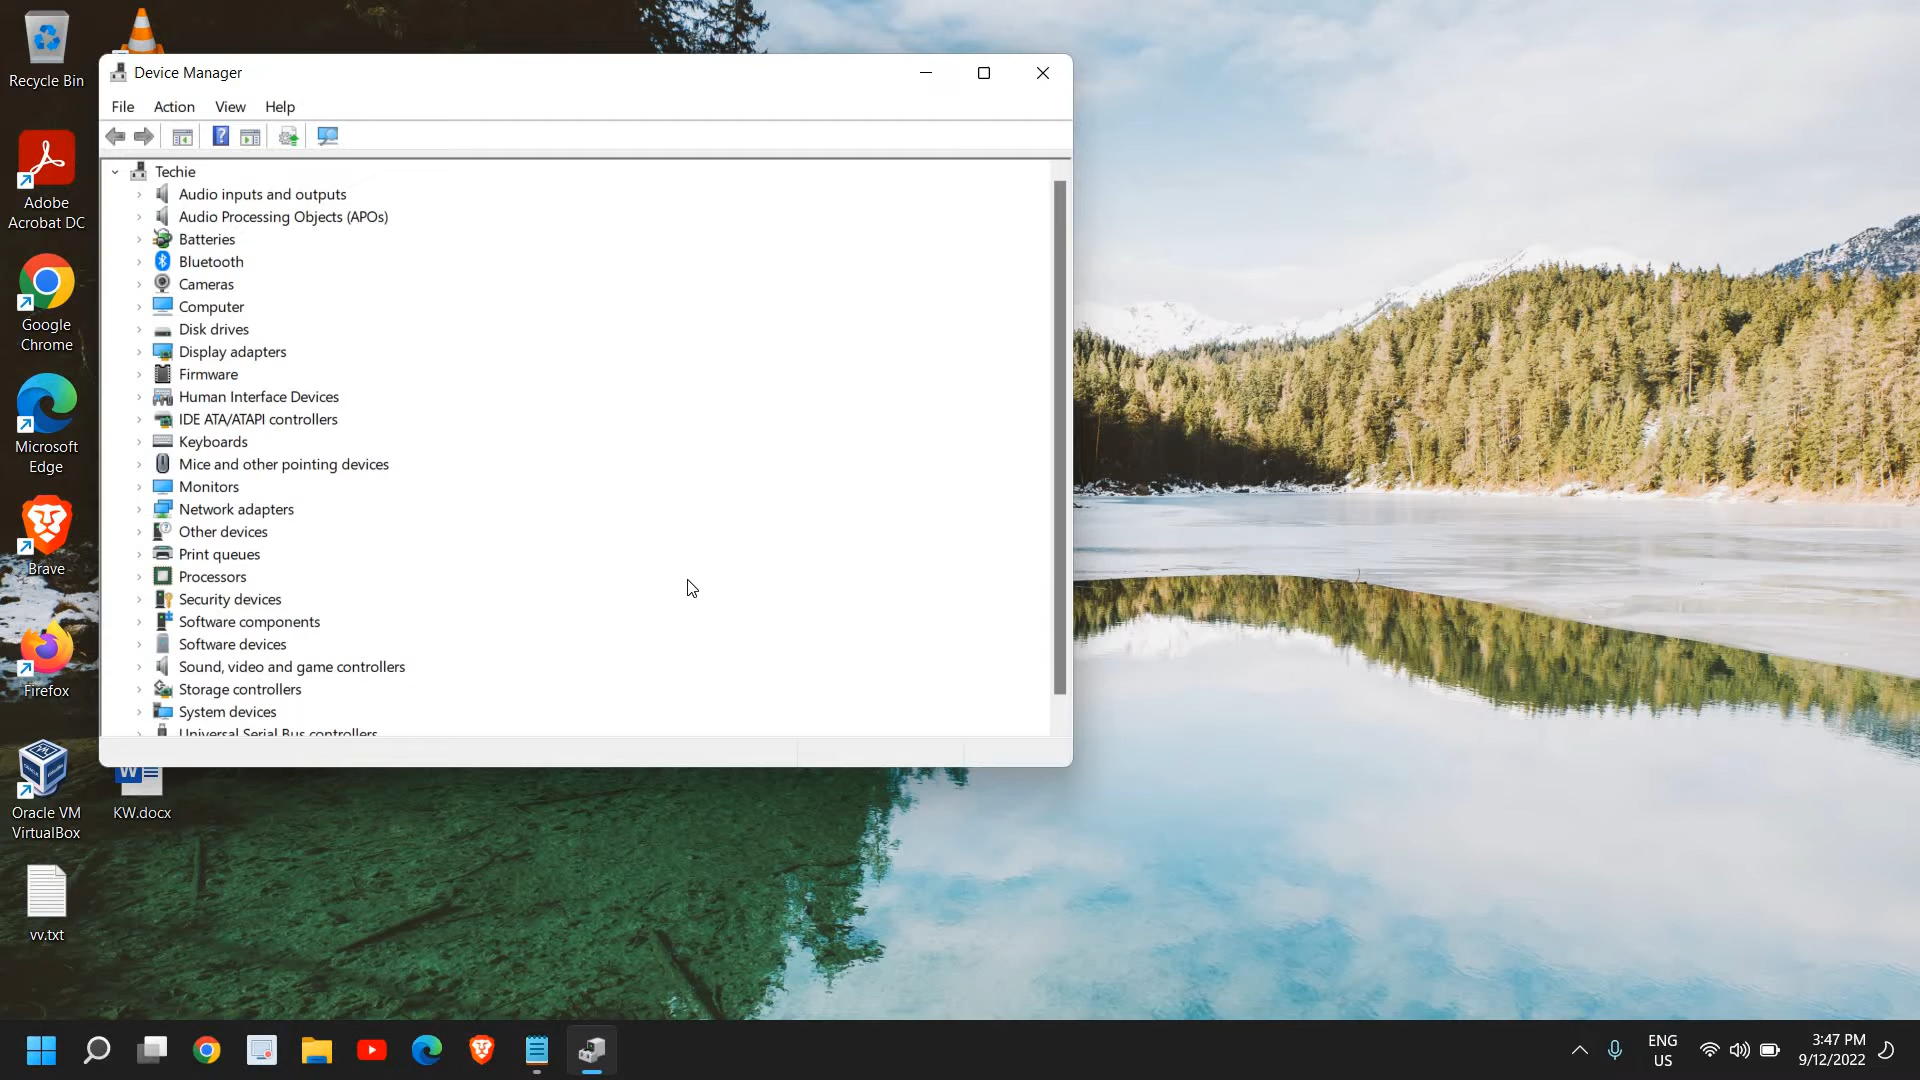 Recycle Bin
Adobe
Acrobat DC
Google
Chrome
Microsoft
Edge
Brave
Firefox
Oracle VM
VirtualBox
vv.txt
KW.docx
Device Manager
File Action View Help
Techie
Audio inputs and outputs
Audio Processing Objects (APOs)
Batteries
Bluetooth
Cameras
Computer
Disk drives
Display adapters
Firmware
Human Interface Devices
IDE ATA/ATAPI controllers
Keyboards
Mice and other pointing devices
Monitors
Network adapters
Other devices
Print queues
Processors
Security devices
Software components
Software devices
Sound, video and game controllers
Storage controllers
System devices
Universal Serial Bus controllers
ENG
US
3:47 PM
9/12/2022